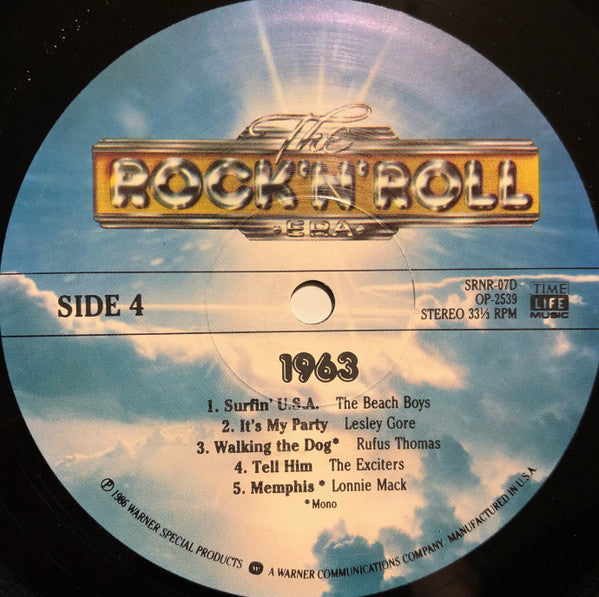 The
ROCK 'N' ROLL
·ERA·
SIDE 4
SRNR-07D
OP-2539
STEREO 33⅓ RPM
TIME
LIFE
MUSIC
1963
1. Surfin' U.S.A. The Beach Boys
2. It's My Party Lesley Gore
3. Walking the Dog* Rufus Thomas
4. Tell Him The Exciters
5. Memphis * Lonnie Mack
*Mono
℗ 1986 WARNER SPECIAL PRODUCTS W A WARNER COMMUNICATIONS COMPANY MANUFACTURED IN U.S.A.